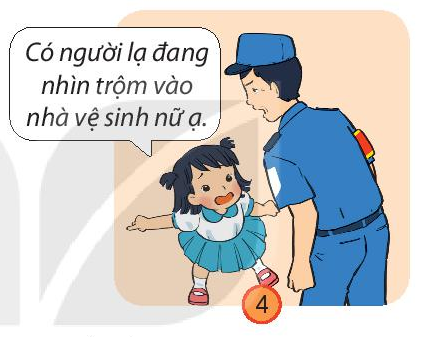 Có người lạ đang
nhìn trộm vào
nhà vệ sinh nữ ạ.
4